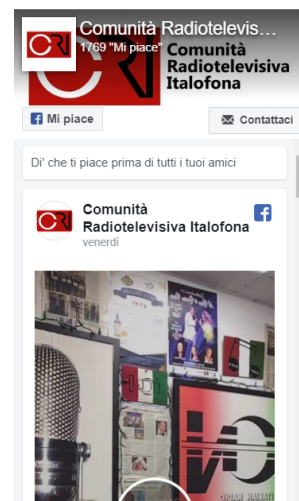 CRI
Comunità Radiotelevis...
1769 "Mi piace"
Comunità
Radiotelevisiva
Italofona
Mi piace
Contattaci
Di' che ti piace prima di tutti i tuoi amici
CRI
Comunità
Radiotelevisiva Italofona
venerdì